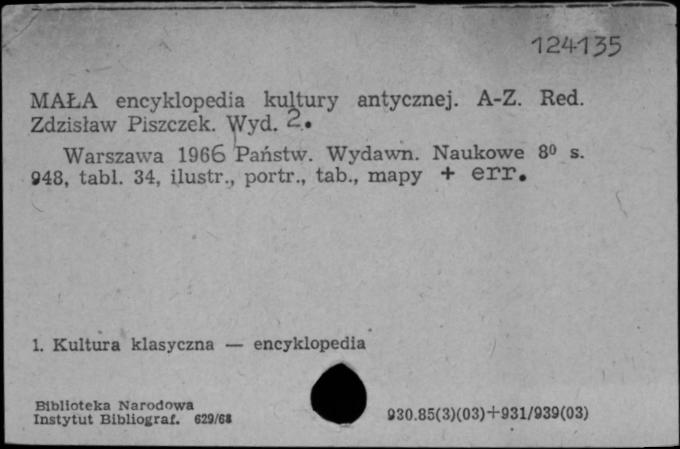 124135
MAŁA encyklopedia kultury antycznej. A-Z. Red.
Zdzisław Piszczek. Wyd. 2.
Warszawa 1966 Państw. Wydawn. Naukowe 8⁰ s.
948, tabl. 34, ilustr., portr., tab., mapy + err.
1. Kultura klasyczna — encyklopedia
Biblioteka Narodowa
Instytut Bibliograf. 629/68
930.85(3)(03)+931/939(03)